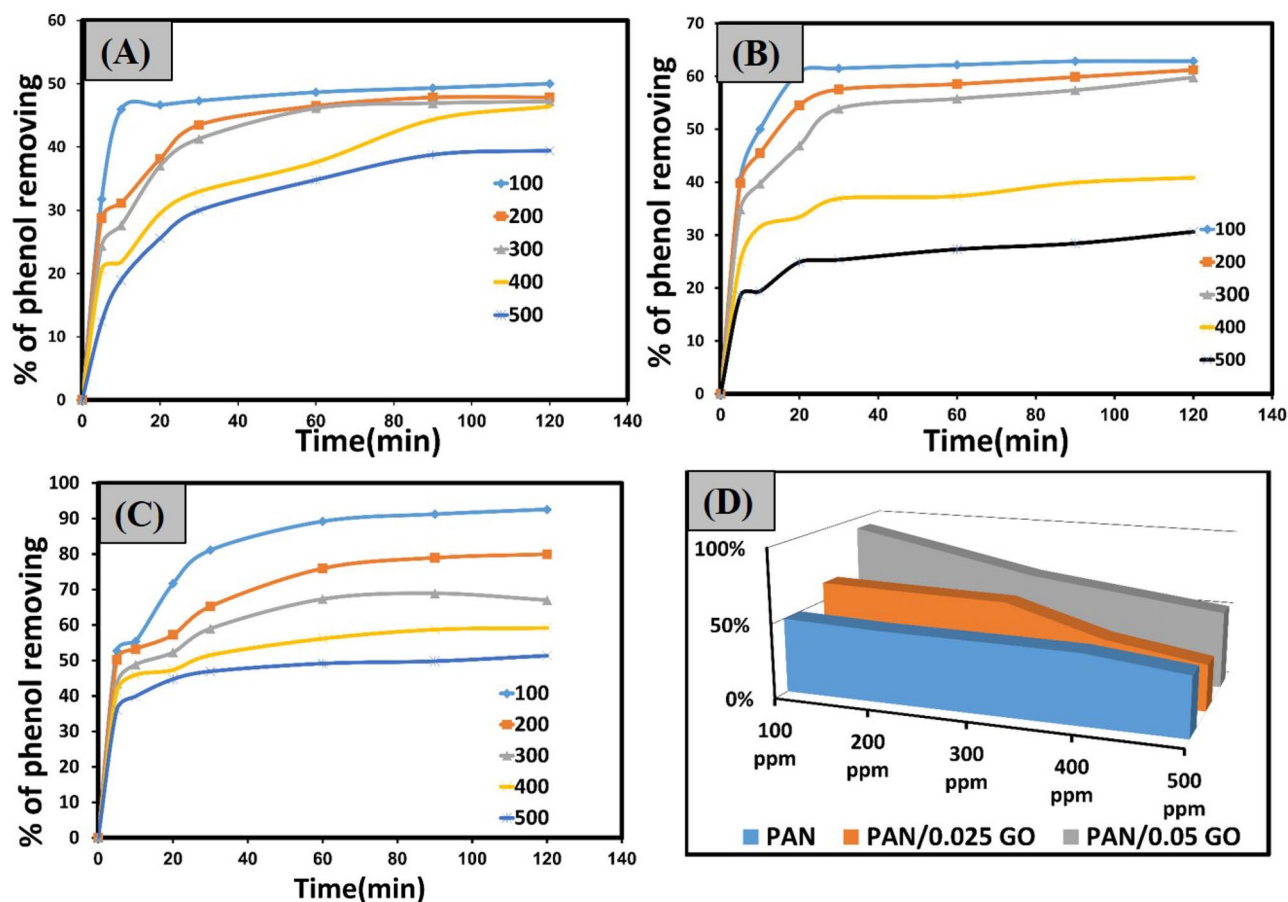 (A)
% of phenol removing
60
50
40
30
20
10
0
100
200
300
400
500
0 20 40 60 80 100 120 140
Time(min)
(B)
% of phenol removing
70
60
50
40
30
20
10
0
100
200
300
400
500
0 20 40 60 80 100 120 140
Time(min)
(C)
% of phenol removing
100
90
80
70
60
50
40
30
20
10
0
100
200
300
400
500
0 20 40 60 80 100 120 140
Time(min)
(D)
100%
50%
0%
100 ppm
200 ppm
300 ppm
400 ppm
500 ppm
PAN PAN/0.025 GO PAN/0.05 GO